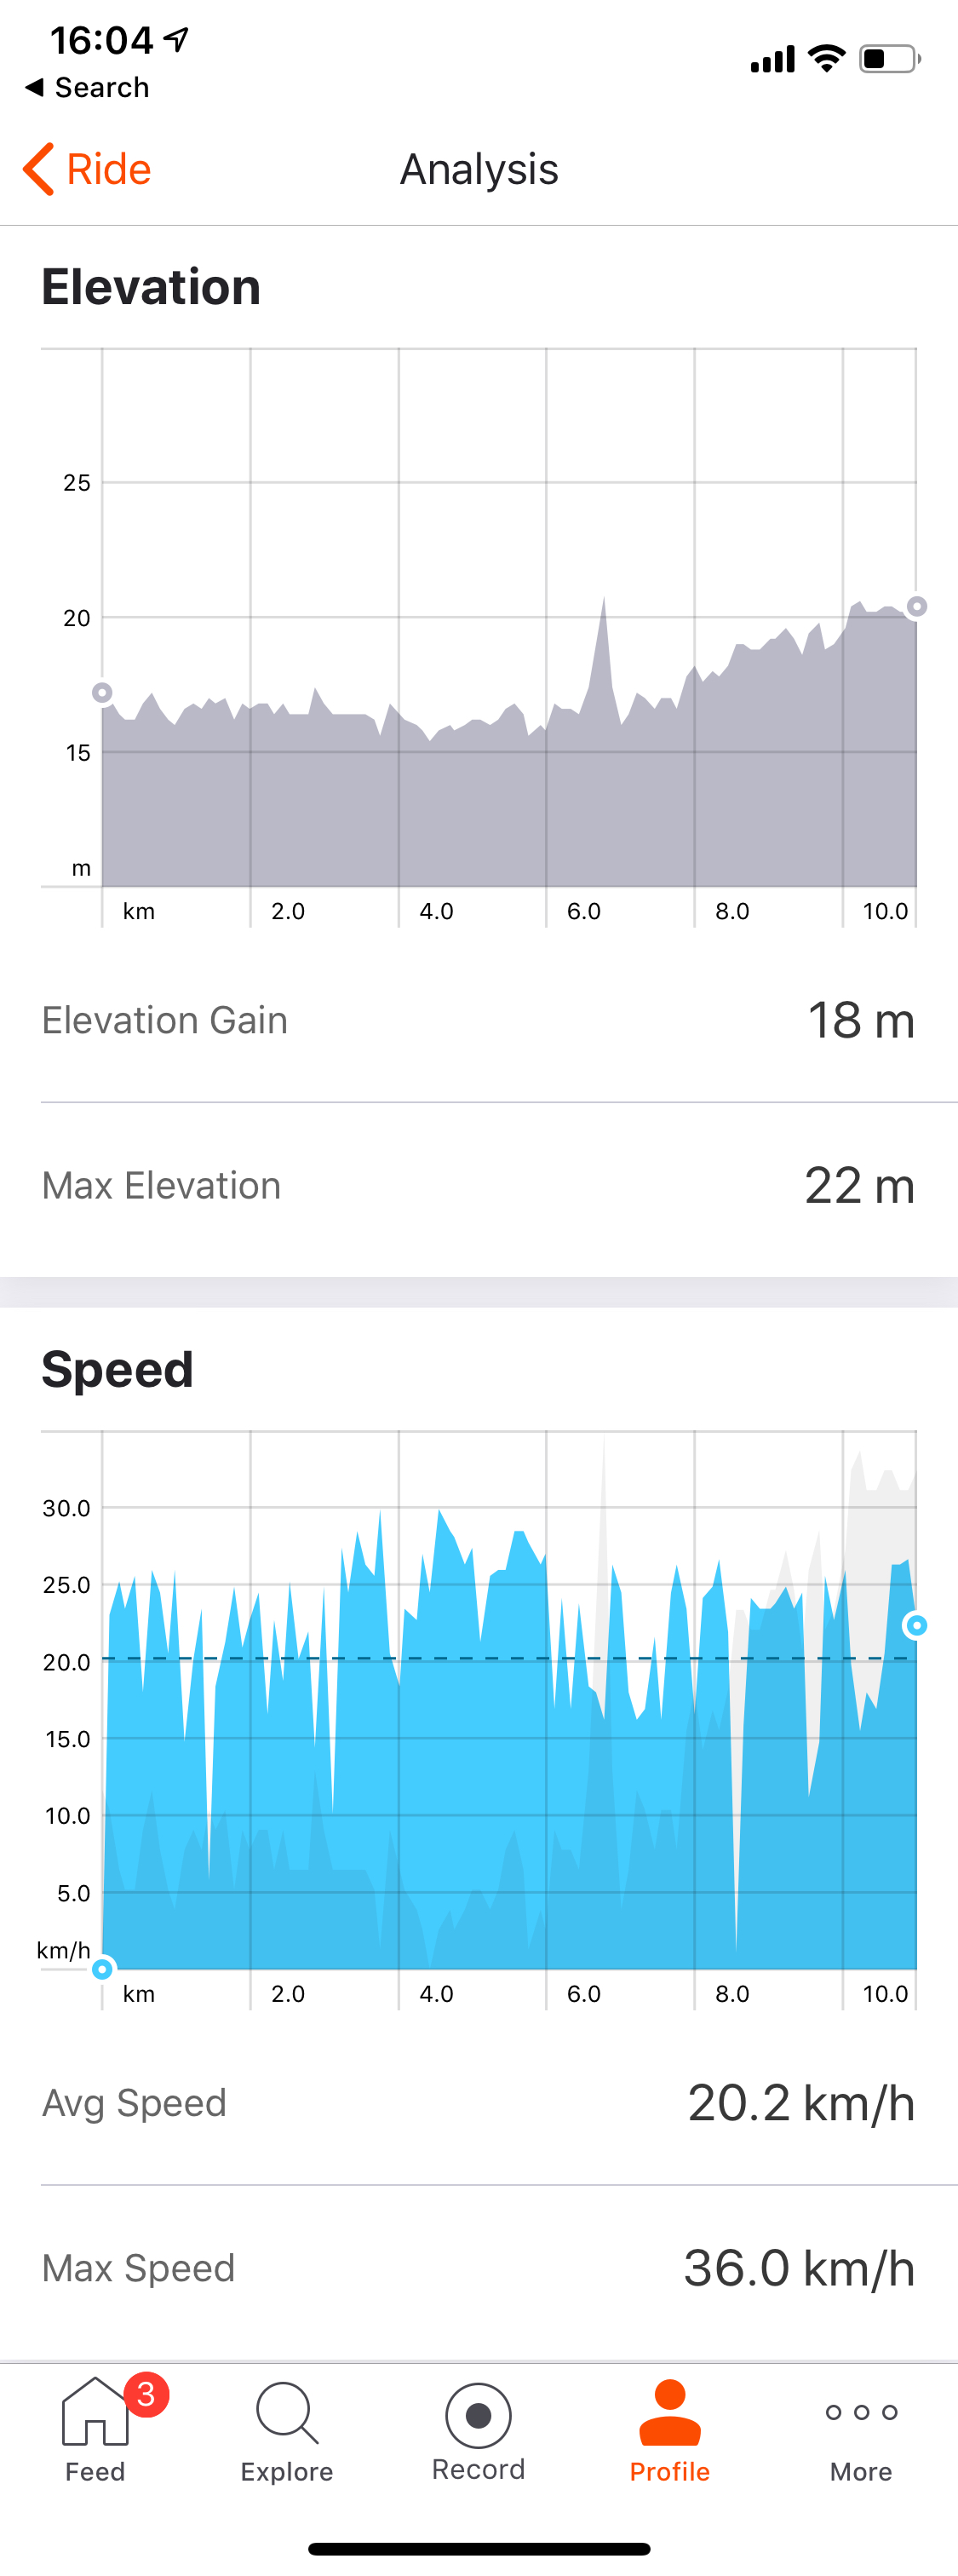 16:04
◀ Search
Ride
Analysis
Elevation
25
20
15
m
km 2.0 4.0 6.0 8.0 10.0
Elevation Gain 18 m
Max Elevation 22 m
Speed
30.0
25.0
20.0
15.0
10.0
5.0
km/h
km 2.0 4.0 6.0 8.0 10.0
Avg Speed 20.2 km/h
Max Speed 36.0 km/h
3
Feed Explore Record Profile More